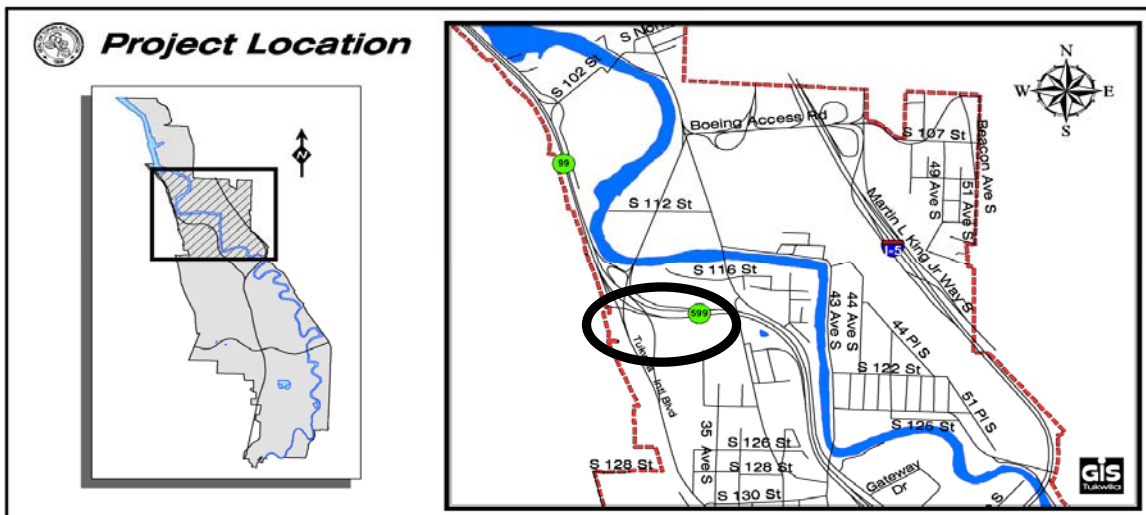 Project Location
N
N
W
E
S
S 102 St
S Nor
Boeing Access Rd
S 107 St
Beacon Ave S
49 Ave S
51 Ave S
99
S 112 St
Martin L King Jr Way S
I-5
S 116 St
599
43 Ave S
44 Ave S
44 Pl S
Tukwila Intl Blvd
S 122 St
51 Pl S
S 125 St
35 Ave S
S 126 St
S 128 St
S 128 St
S 130 St
Gateway
Dr
S
GIS
Tukwila